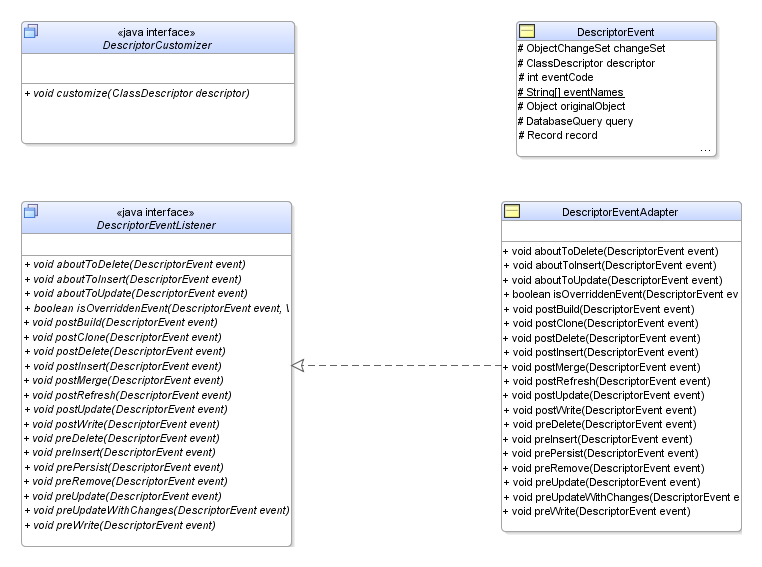 «java interface»
DescriptorCustomizer
+ void customize(ClassDescriptor descriptor)
DescriptorEvent
# ObjectChangeSet changeSet
# ClassDescriptor descriptor
# int eventCode
# String[] eventNames
# Object originalObject
# DatabaseQuery query
# Record record
...
«java interface»
DescriptorEventListener
+ void aboutToDelete(DescriptorEvent event)
+ void aboutToInsert(DescriptorEvent event)
+ void aboutToUpdate(DescriptorEvent event)
+ boolean isOverriddenEvent(DescriptorEvent event, \
+ void postBuild(DescriptorEvent event)
+ void postClone(DescriptorEvent event)
+ void postDelete(DescriptorEvent event)
+ void postInsert(DescriptorEvent event)
+ void postMerge(DescriptorEvent event)
+ void postRefresh(DescriptorEvent event)
+ void postUpdate(DescriptorEvent event)
+ void postWrite(DescriptorEvent event)
+ void preDelete(DescriptorEvent event)
+ void preInsert(DescriptorEvent event)
+ void prePersist(DescriptorEvent event)
+ void preRemove(DescriptorEvent event)
+ void preUpdate(DescriptorEvent event)
+ void preUpdateWithChanges(DescriptorEvent event)
+ void preWrite(DescriptorEvent event)
DescriptorEventAdapter
+ void aboutToDelete(DescriptorEvent event)
+ void aboutToInsert(DescriptorEvent event)
+ void aboutToUpdate(DescriptorEvent event)
+ boolean isOverriddenEvent(DescriptorEvent ev
+ void postBuild(DescriptorEvent event)
+ void postClone(DescriptorEvent event)
+ void postDelete(DescriptorEvent event)
+ void postInsert(DescriptorEvent event)
+ void postMerge(DescriptorEvent event)
+ void postRefresh(DescriptorEvent event)
+ void postUpdate(DescriptorEvent event)
+ void postWrite(DescriptorEvent event)
+ void preDelete(DescriptorEvent event)
+ void preInsert(DescriptorEvent event)
+ void prePersist(DescriptorEvent event)
+ void preRemove(DescriptorEvent event)
+ void preUpdate(DescriptorEvent event)
+ void preUpdateWithChanges(DescriptorEvent e
+ void preWrite(DescriptorEvent event)